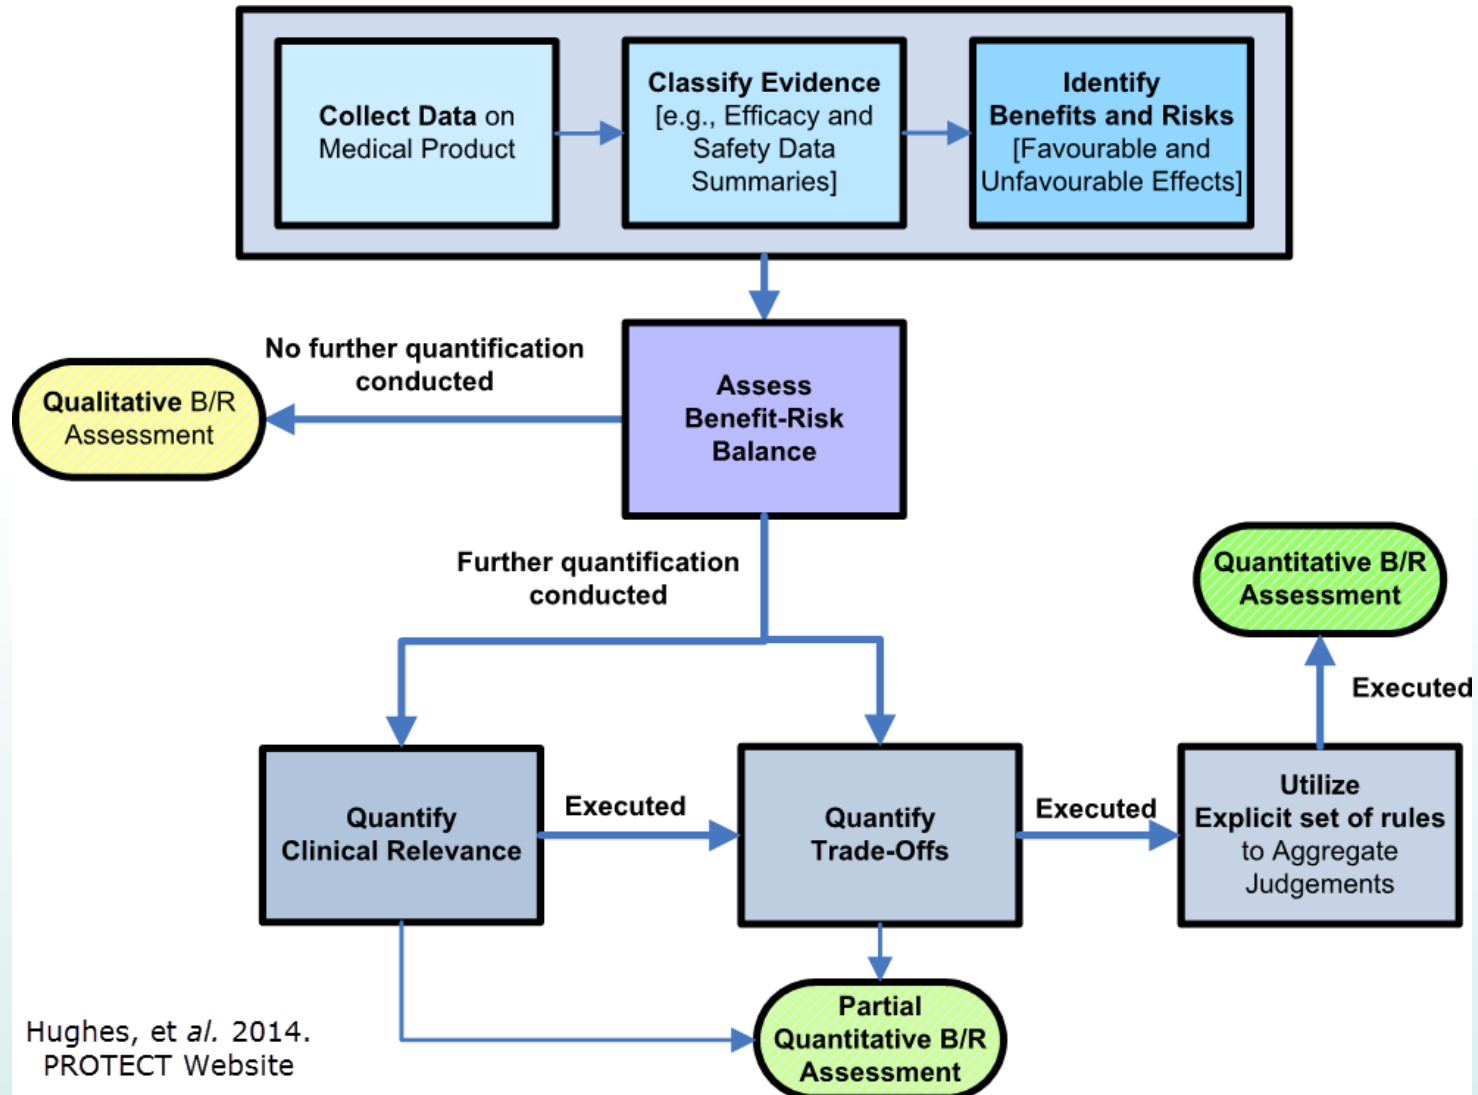 Collect Data on
Medical Product
Classify Evidence
[e.g., Efficacy and
Safety Data
Summaries]
Identify
Benefits and Risks
[Favourable and
Unfavourable Effects]
No further quantification
conducted
Qualitative B/R
Assessment
Assess
Benefit-Risk
Balance
Further quantification
conducted
Quantitative B/R
Assessment
Executed
Quantify
Clinical Relevance
Executed
Quantify
Trade-Offs
Executed
Utilize
Explicit set of rules
to Aggregate
Judgements
Partial
Quantitative B/R
Assessment
Hughes, et al. 2014.
PROTECT Website